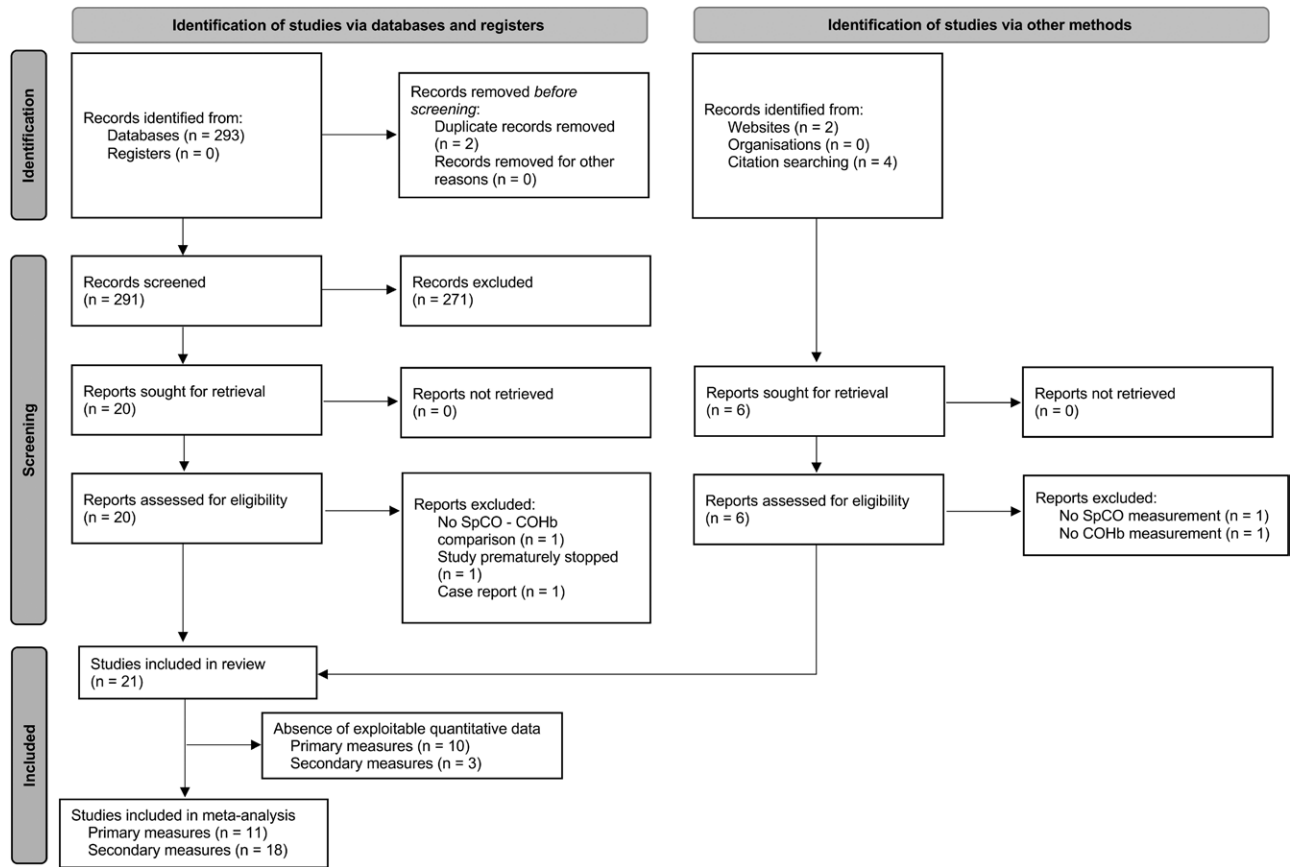 Identification of studies via databases and registers
Identification of studies via other methods
Identification
Records identified from:
Databases (n = 293)
Registers (n = 0)
Records removed before
screening:
Duplicate records removed
(n = 2)
Records removed for other
reasons (n = 0)
Records identified from:
Websites (n = 2)
Organisations (n = 0)
Citation searching (n = 4)
Screening
Records screened
(n = 291)
Records excluded
(n = 271)
Reports sought for retrieval
(n = 20)
Reports not retrieved
(n = 0)
Reports sought for retrieval
(n = 6)
Reports not retrieved
(n = 0)
Reports assessed for eligibility
(n = 20)
Reports excluded:
No SpCO - COHb
comparison (n = 1)
Study prematurely stopped
(n = 1)
Case report (n = 1)
Reports assessed for eligibility
(n = 6)
Reports excluded:
No SpCO measurement (n = 1)
No COHb measurement (n = 1)
Included
Studies included in review
(n = 21)
Absence of exploitable quantitative data
Primary measures (n = 10)
Secondary measures (n = 3)
Studies included in meta-analysis
Primary measures (n = 11)
Secondary measures (n = 18)